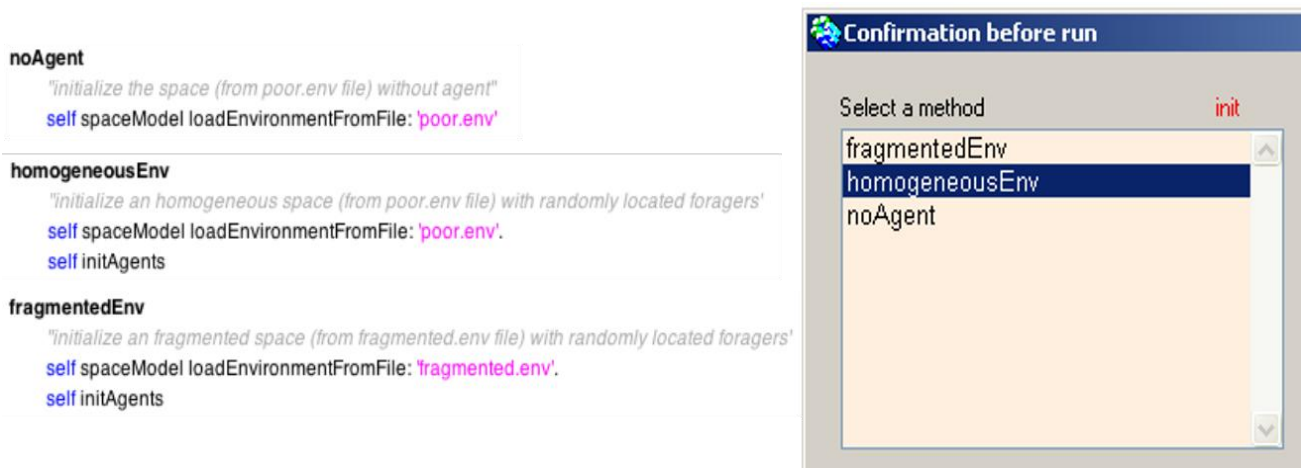 noAgent
"initialize the space (from poor.env file) without agent"
self spaceModel loadEnvironmentFromFile: 'poor.env'
homogeneousEnv
"initialize an homogeneous space (from poor.env file) with randomly located foragers'
self spaceModel loadEnvironmentFromFile: 'poor.env'.
self initAgents
fragmentedEnv
"initialize an fragmented space (from fragmented.env file) with randomly located foragers'
self spaceModel loadEnvironmentFromFile: 'fragmented.env'.
self initAgents
Confirmation before run
Select a method init
fragmentedEnv
homogeneousEnv
noAgent